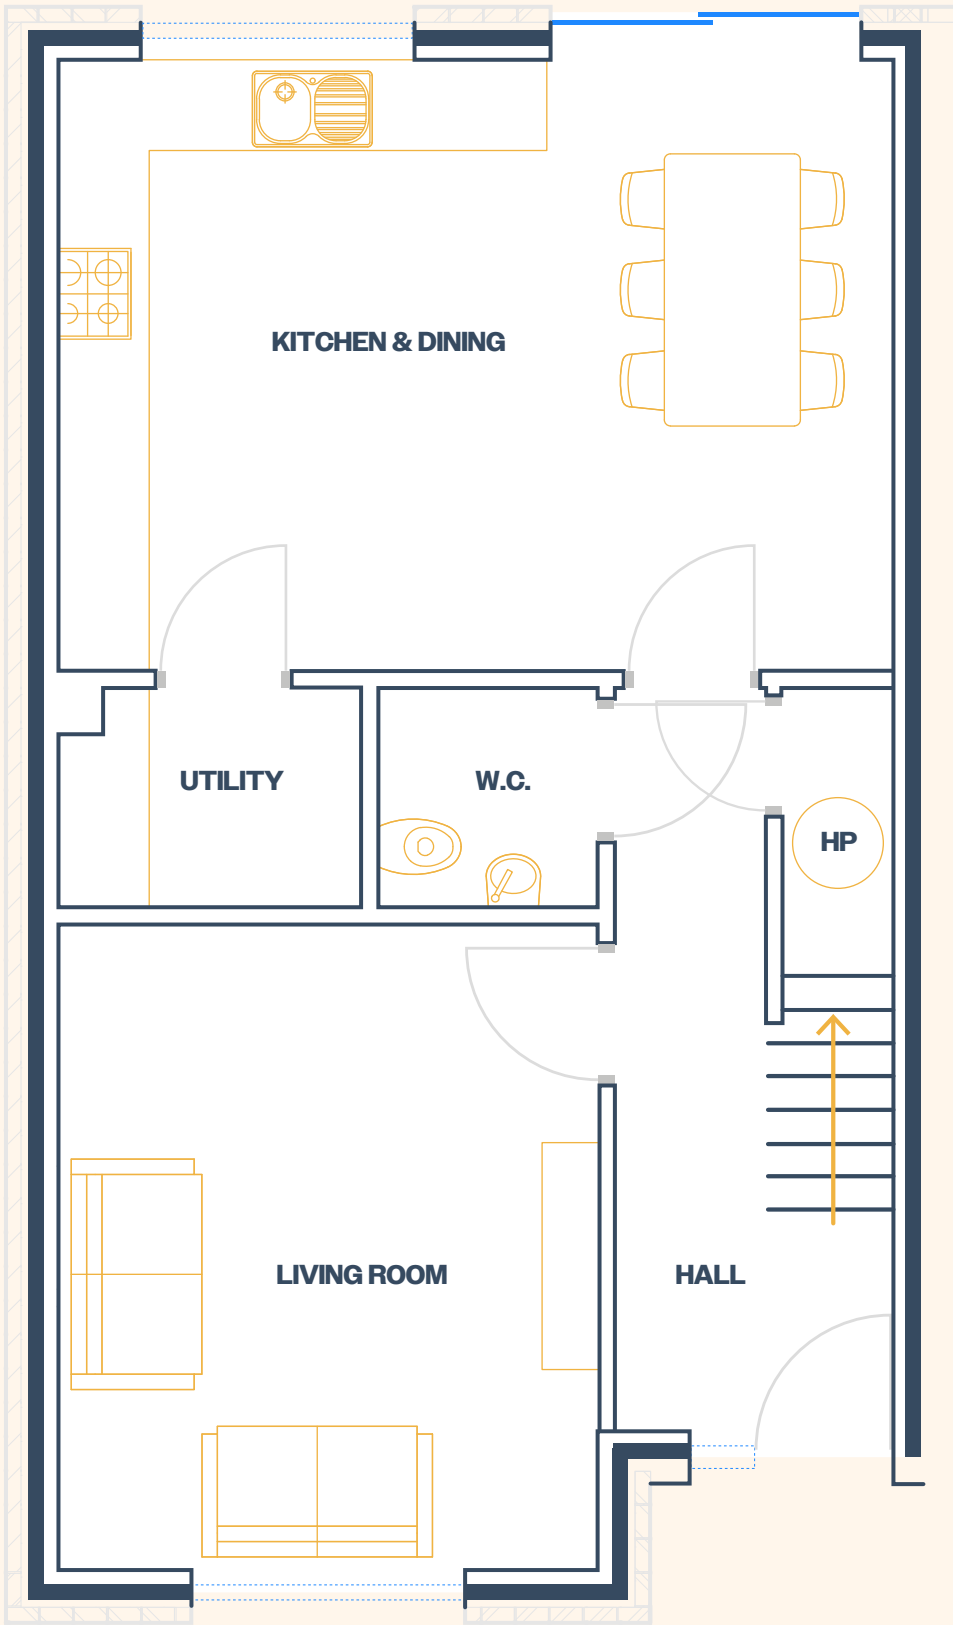 KITCHEN & DINING
UTILITY
W.C.
HP
LIVING ROOM
HALL